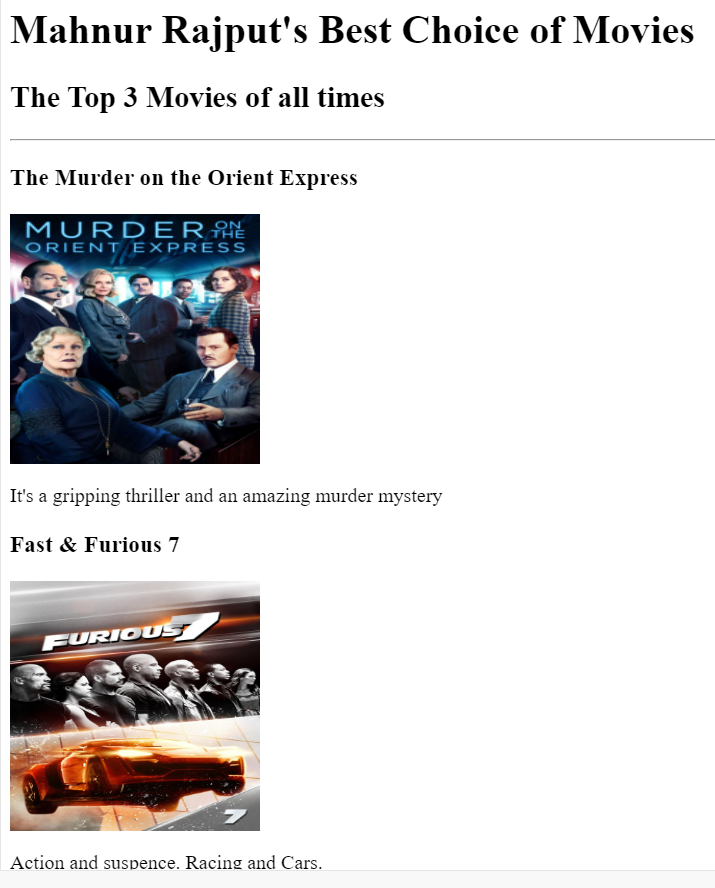 Mahnur Rajput's Best Choice of Movies
The Top 3 Movies of all times
The Murder on the Orient Express
MURDER ON THE
ORIENT EXPRESS
It's a gripping thriller and an amazing murder mystery
Fast & Furious 7
FURIOUS 7
7
Action and suspence. Racing and Cars.